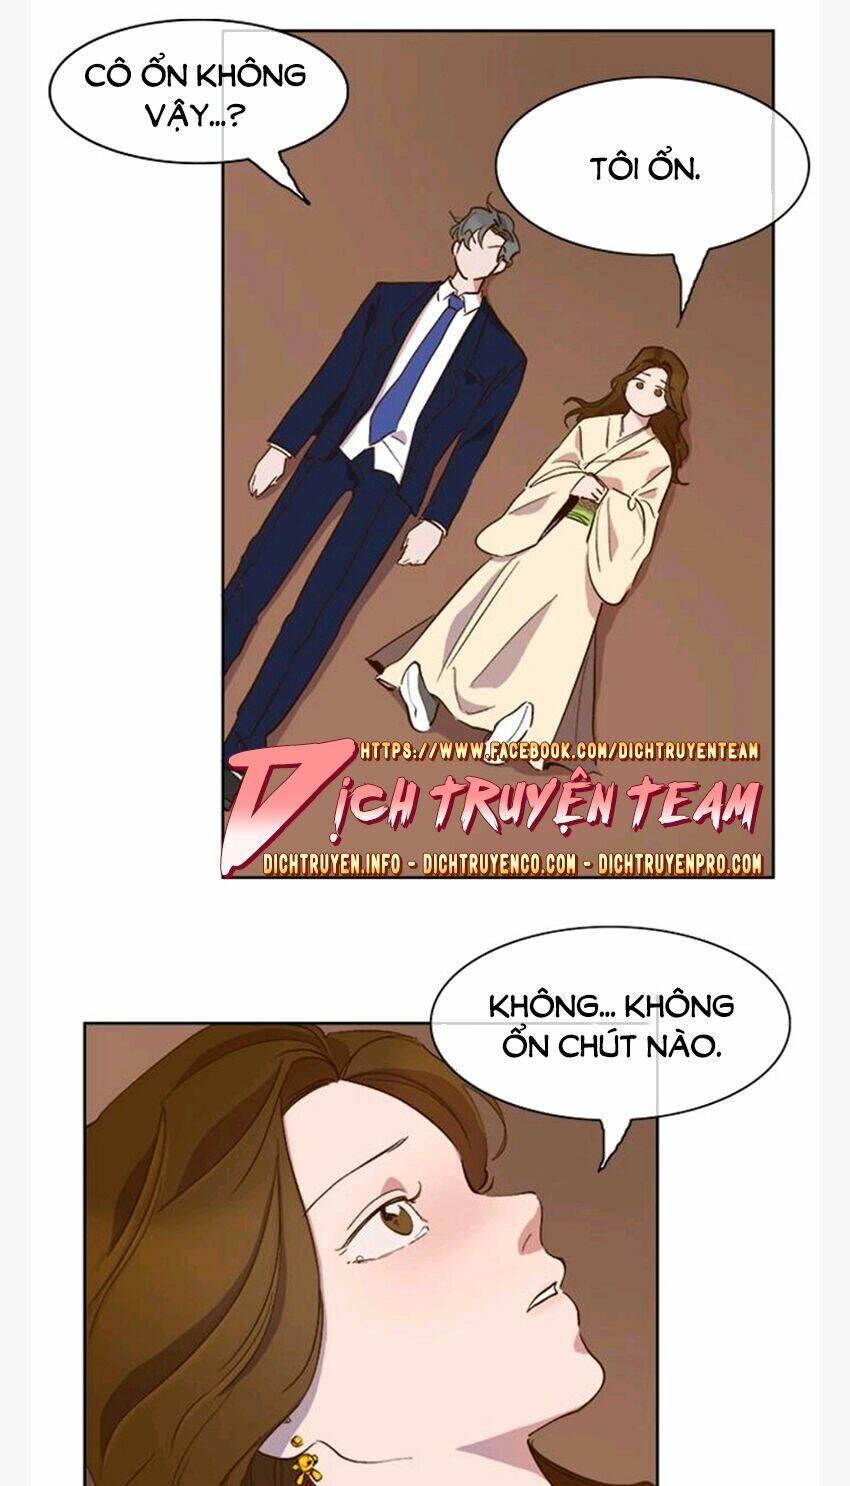 CÔ ỔN KHÔNG
VẬY...?
TÔI ỔN.
HTTPS://WWW.FACEBOOK.COM/DICHTRUYENTEAM
DỊCH TRUYỆN TEAM
DICHTRUYEN.INFO - DICHTRUYENCO.COM - DICHTRUYENPRO.COM
KHÔNG... KHÔNG
ỔN CHÚT NÀO.